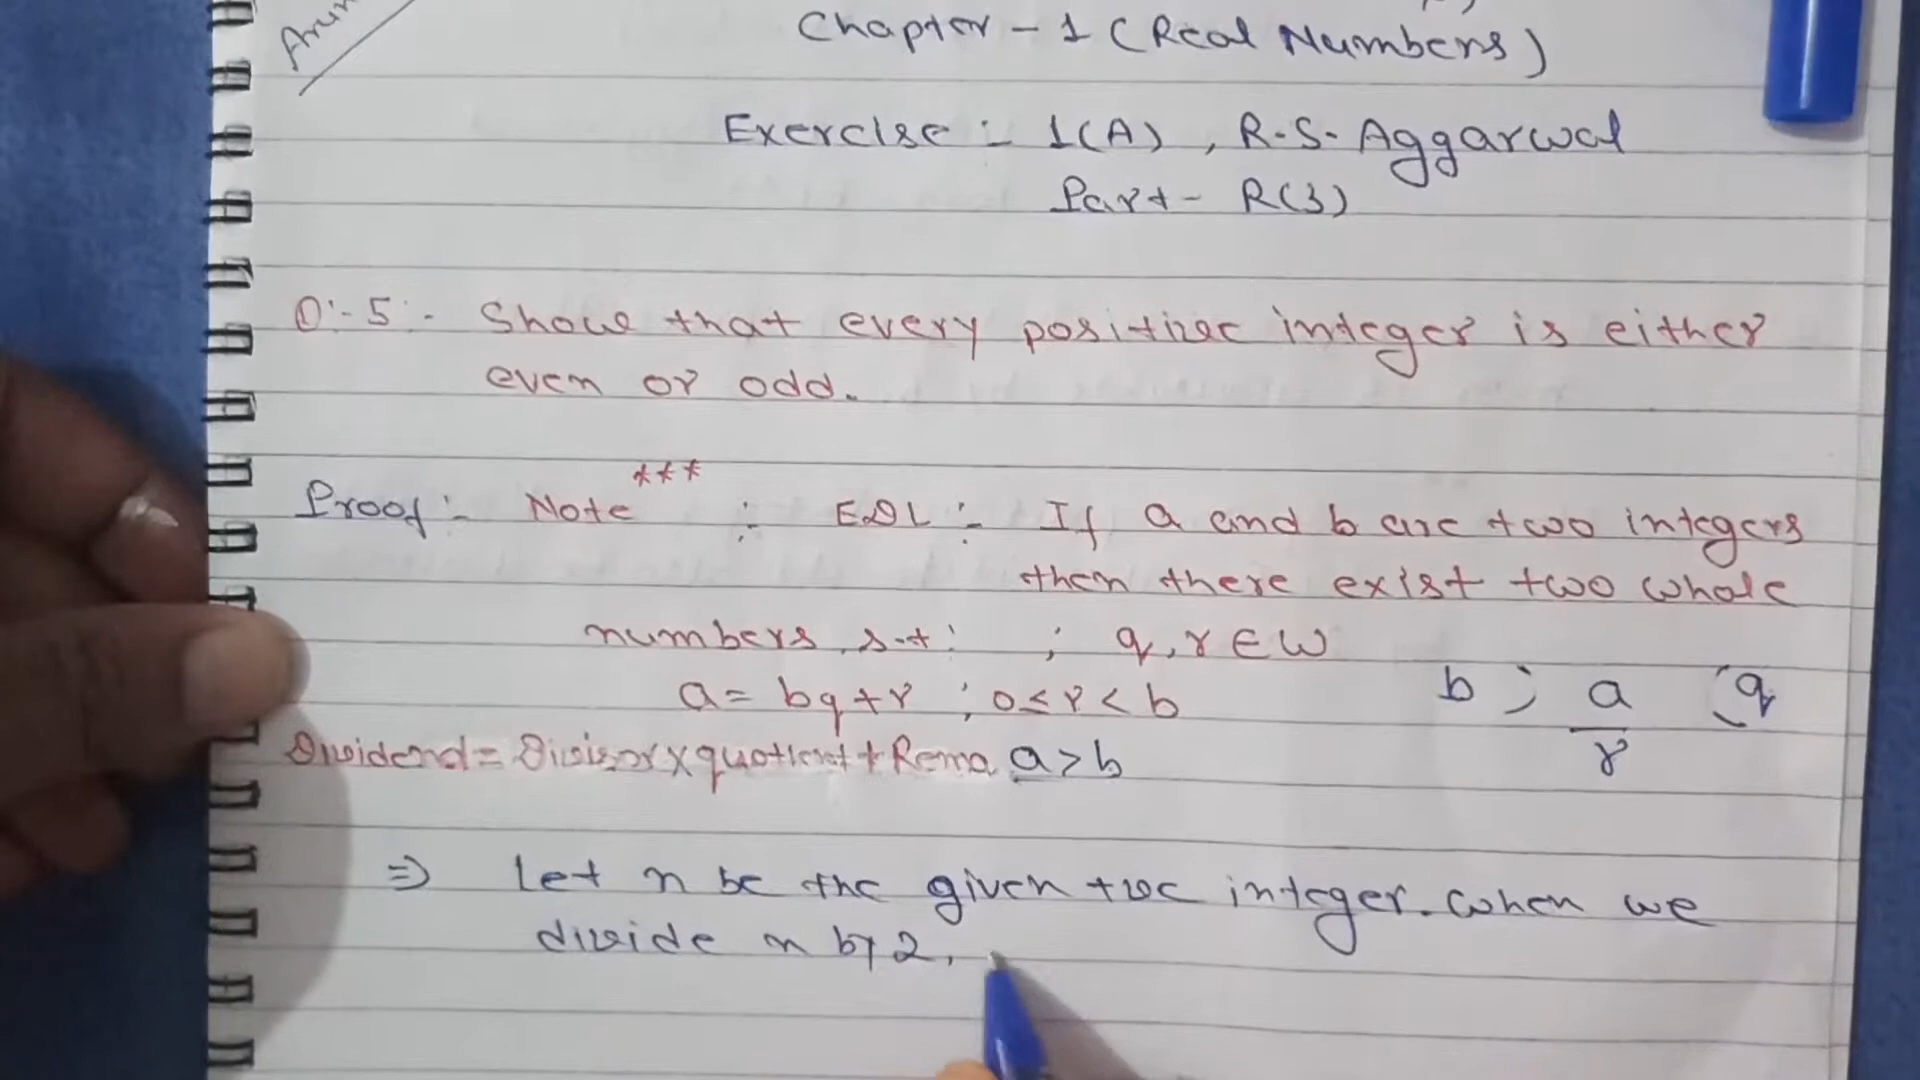 Chapter - 1 (Real Numbers)
Exercise :- 1(A), R.S. Aggarwal
Part - R(3)
Q:-5:- Show that every positive integer is either
even or odd.
***
Proof :- Note :- EDL :- If a and b are two integers
then there exist two whole
numbers, s.t. ; q, r ∈ W
a = bq + r ; 0 ≤ r < b
b ) a ( q
r
Dividend = Divisor x quotient + Rema a > b
⇒ Let n be the given +ve integer. When we
divide n by 2,